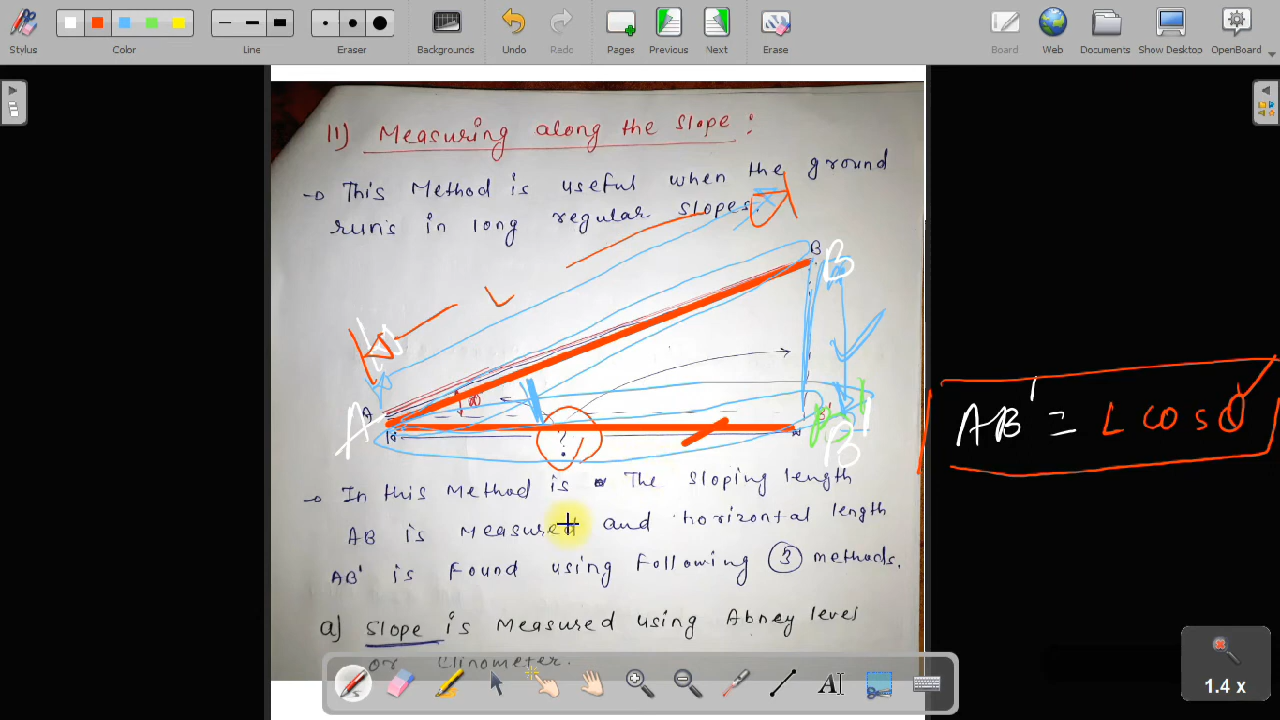 Stylus Color Line Eraser Backgrounds Undo Redo Pages Previous Next Erase Board Web Documents Show Desktop OpenBoard
11) Measuring along the slope :
This Method is useful when the ground
runs in long regular slopes.
L
B B
A A
α
?
B'
B'
AB' = L cos θ
In this Method is The sloping length
AB is measured and horizontal length
AB' is found using following 3 methods.
a) Slope is measured using Abney level
or Clinometer.
1.4 x